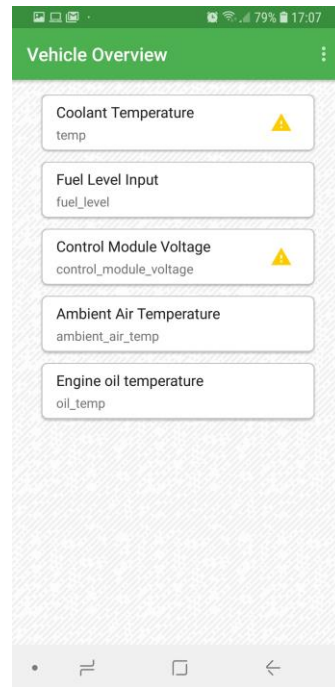 79% 17:07
Vehicle Overview
Coolant Temperature
temp
Fuel Level Input
fuel_level
Control Module Voltage
control_module_voltage
Ambient Air Temperature
ambient_air_temp
Engine oil temperature
oil_temp